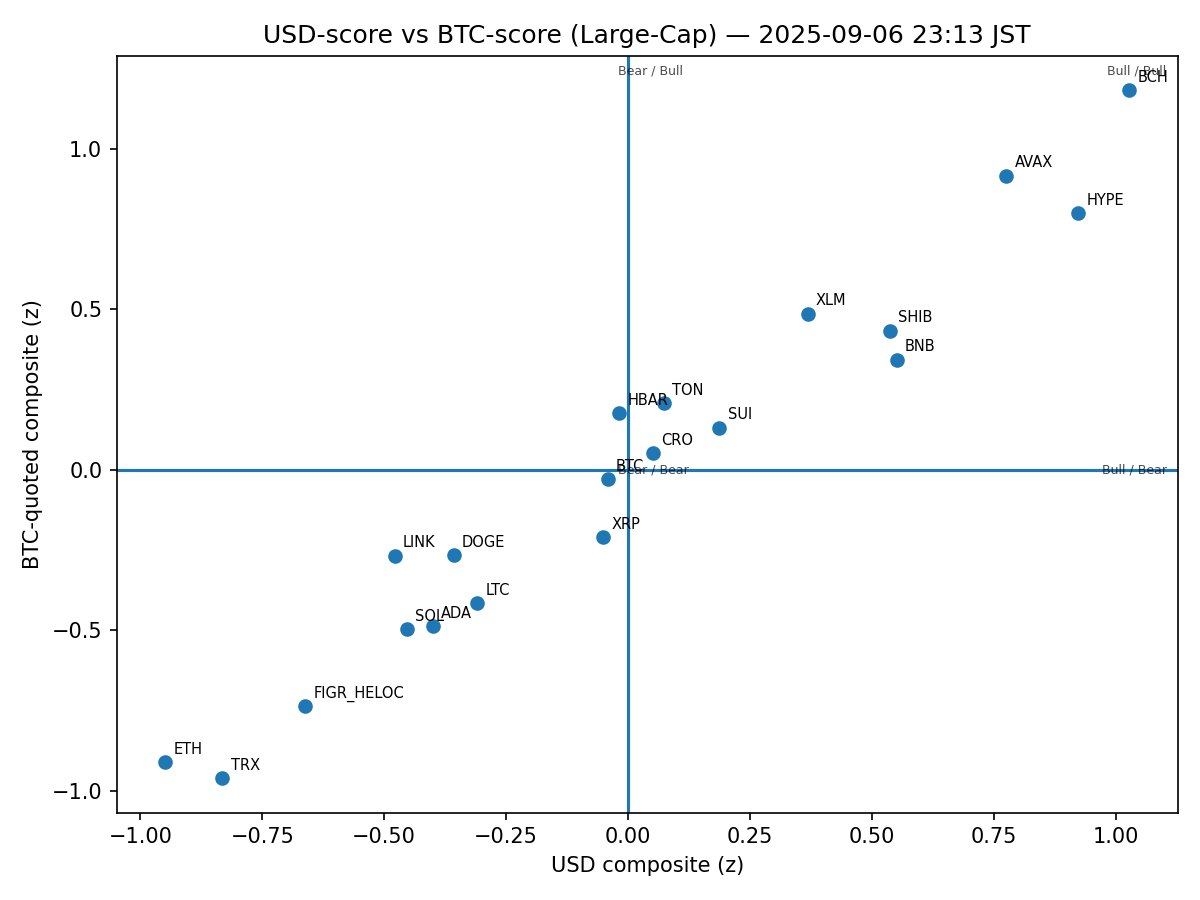 USD-score vs BTC-score (Large-Cap) — 2025-09-06 23:13 JST
Bear / Bull
Bull / Bull
BCH
1.0
AVAX
HYPE
0.5
XLM
SHIB
BNB
TON
HBAR
SUI
CRO
BTC
0.0
Bear / Bear
Bull / Bear
XRP
LINK
DOGE
LTC
ADA
SOL
−0.5
FIGR_HELOC
ETH
TRX
−1.0
−1.00
−0.75
−0.50
−0.25
0.00
0.25
0.50
0.75
1.00
USD composite (z)
BTC-quoted composite (z)